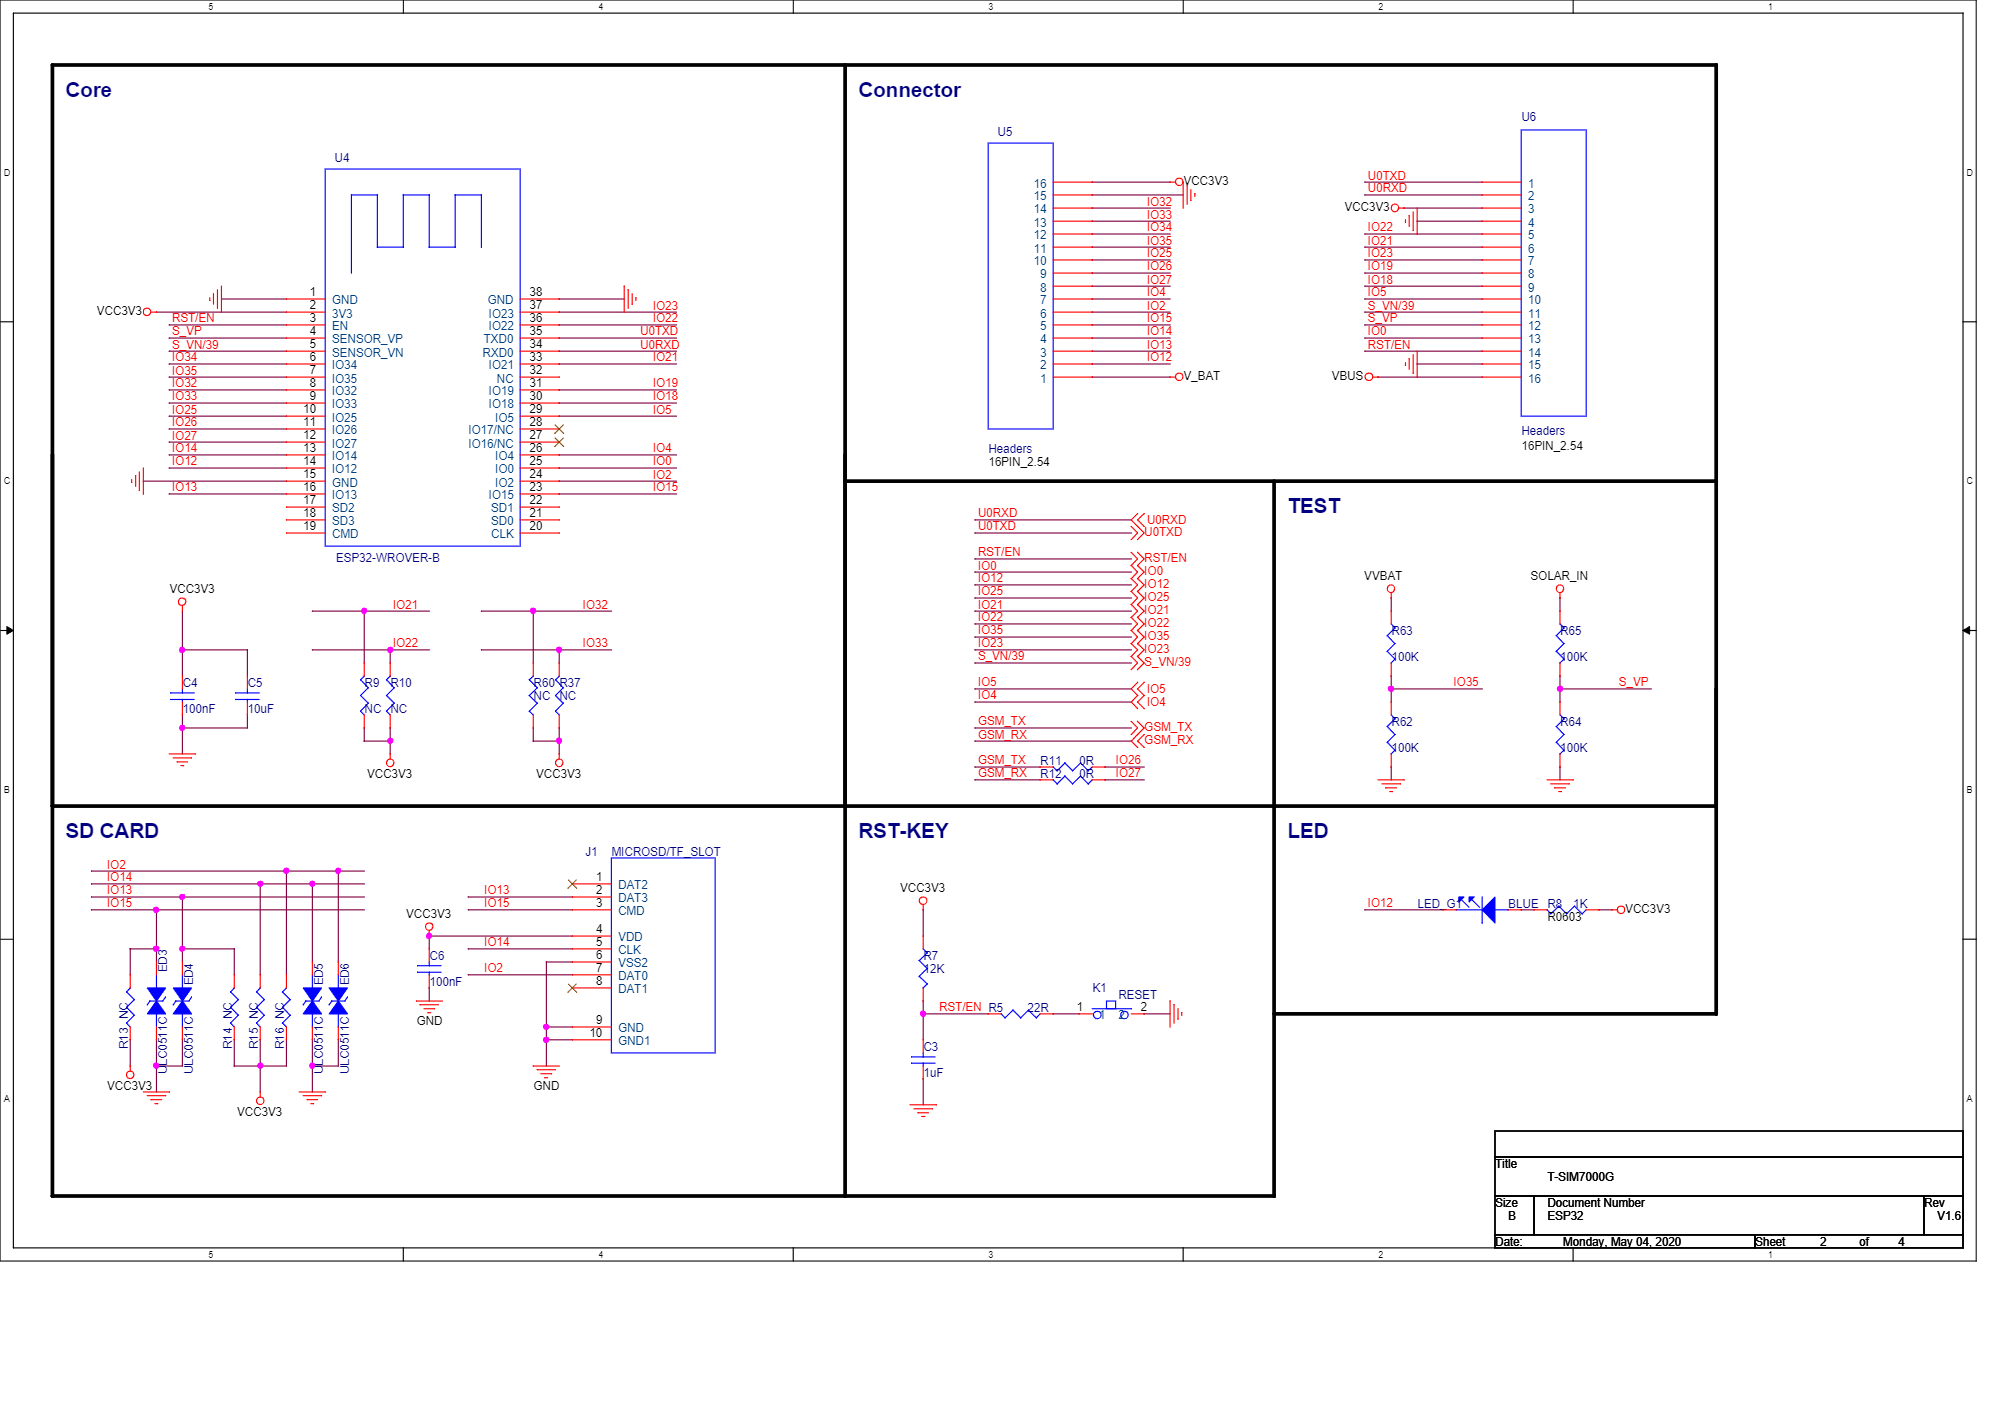 5 4 3 2 1
D
C
B
A
D
C
B
A
Core
U4
VCC3V3
RST/EN
S_VP
S_VN/39
IO34
IO35
IO32
IO33
IO25
IO26
IO27
IO14
IO12
IO13
1 GND
2 3V3
3 EN
4 SENSOR_VP
5 SENSOR_VN
6 IO34
7 IO35
8 IO32
9 IO33
10 IO25
11 IO26
12 IO27
13 IO14
14 IO12
15 GND
16 IO13
17 SD2
18 SD3
19 CMD
GND 38
IO23 37 IO23
IO22 36 IO22
TXD0 35 U0TXD
RXD0 34 U0RXD
IO21 33 IO21
NC 32
IO19 31 IO19
IO18 30 IO18
IO5 29 IO5
IO17/NC 28
IO16/NC 27
IO4 26 IO4
IO0 25 IO0
IO2 24 IO2
IO15 23 IO15
SD1 22
SD0 21
CLK 20
ESP32-WROVER-B
VCC3V3
C4
100nF
C5
10uF
IO21
IO22
R9
NC
R10
NC
VCC3V3
IO32
IO33
R60
NC
R37
NC
VCC3V3
Connector
U5
16 VCC3V3
15
14 IO32
13 IO33
12 IO34
11 IO35
10 IO25
9 IO26
8 IO27
7 IO4
6 IO2
5 IO15
4 IO14
3 IO13
2 IO12
1 V_BAT
Headers
16PIN_2.54
U6
U0TXD 1
U0RXD 2
VCC3V3 3
4
IO22 5
IO21 6
IO23 7
IO19 8
IO18 9
IO5 10
S_VN/39 11
S_VP 12
IO0 13
RST/EN 14
15
VBUS 16
Headers
16PIN_2.54
U0RXD U0RXD
U0TXD U0TXD
RST/EN RST/EN
IO0 IO0
IO12 IO12
IO25 IO25
IO21 IO21
IO22 IO22
IO35 IO35
IO23 IO23
S_VN/39 S_VN/39
IO5 IO5
IO4 IO4
GSM_TX GSM_TX
GSM_RX GSM_RX
GSM_TX R11 0R IO26
GSM_RX R12 0R IO27
TEST
VVBAT
R63
100K
IO35
R62
100K
SOLAR_IN
R65
100K
S_VP
R64
100K
SD CARD
IO2
IO14
IO13
IO15
R13 NC
ED3
ULC0511C
ED4
ULC0511C
R14 NC
R15 NC
R16 NC
ED5
ULC0511C
ED6
ULC0511C
VCC3V3
VCC3V3
VCC3V3
C6
100nF
GND
J1 MICROSD/TF_SLOT
1 DAT2
IO13 2 DAT3
IO15 3 CMD
4 VDD
IO14 5 CLK
6 VSS2
IO2 7 DAT0
8 DAT1
9 GND
10 GND1
GND
RST-KEY
VCC3V3
R7
12K
RST/EN R5 22R
K1
RESET
1 2
1 2
C3
1uF
LED
IO12 LED_G1 BLUE R8 1K
R0603
VCC3V3
Title
T-SIM7000G
Size
B
Document Number
ESP32
Rev
V1.6
Date: Monday, May 04, 2020 Sheet 2 of 4
5 4 3 2 1